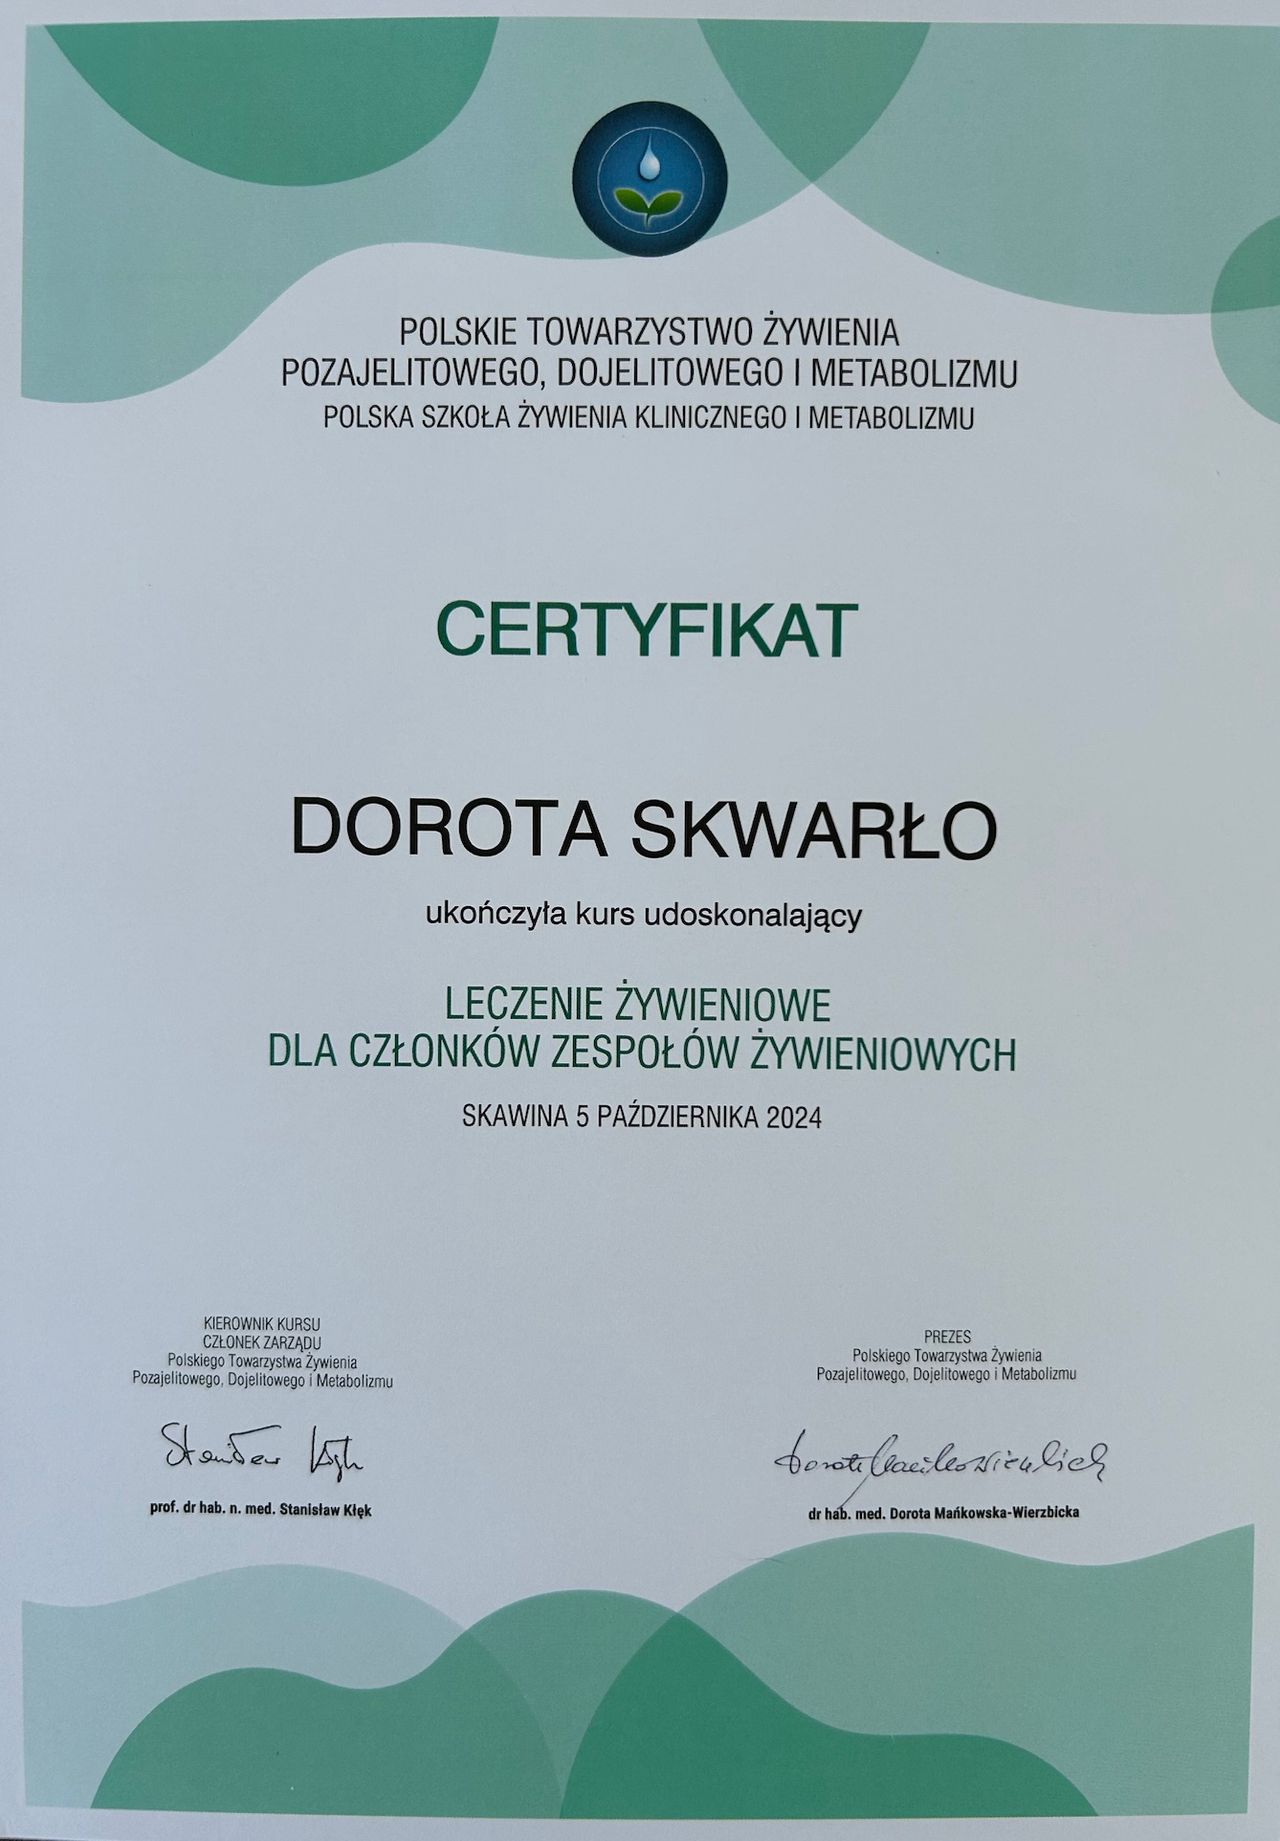 POLSKIE TOWARZYSTWO ŻYWIENIA
POZAJELITOWEGO, DOJELITOWEGO I METABOLIZMU
POLSKA SZKOŁA ŻYWIENIA KLINICZNEGO I METABOLIZMU
CERTYFIKAT
DOROTA SKWARŁO
ukończyła kurs udoskonalający
LECZENIE ŻYWIENIOWE
DLA CZŁONKÓW ZESPOŁÓW ŻYWIENIOWYCH
SKAWINA 5 PAŹDZIERNIKA 2024
KIEROWNIK KURSU
CZŁONEK ZARZĄDU
Polskiego Towarzystwa Żywienia
Pozajelitowego, Dojelitowego i Metabolizmu
Stanisław Kłęk
prof. dr hab. n. med. Stanisław Kłęk
PREZES
Polskiego Towarzystwa Żywienia
Pozajelitowego, Dojelitowego i Metabolizmu
dr hab. med. Dorota Mańkowska-Wierzbicka